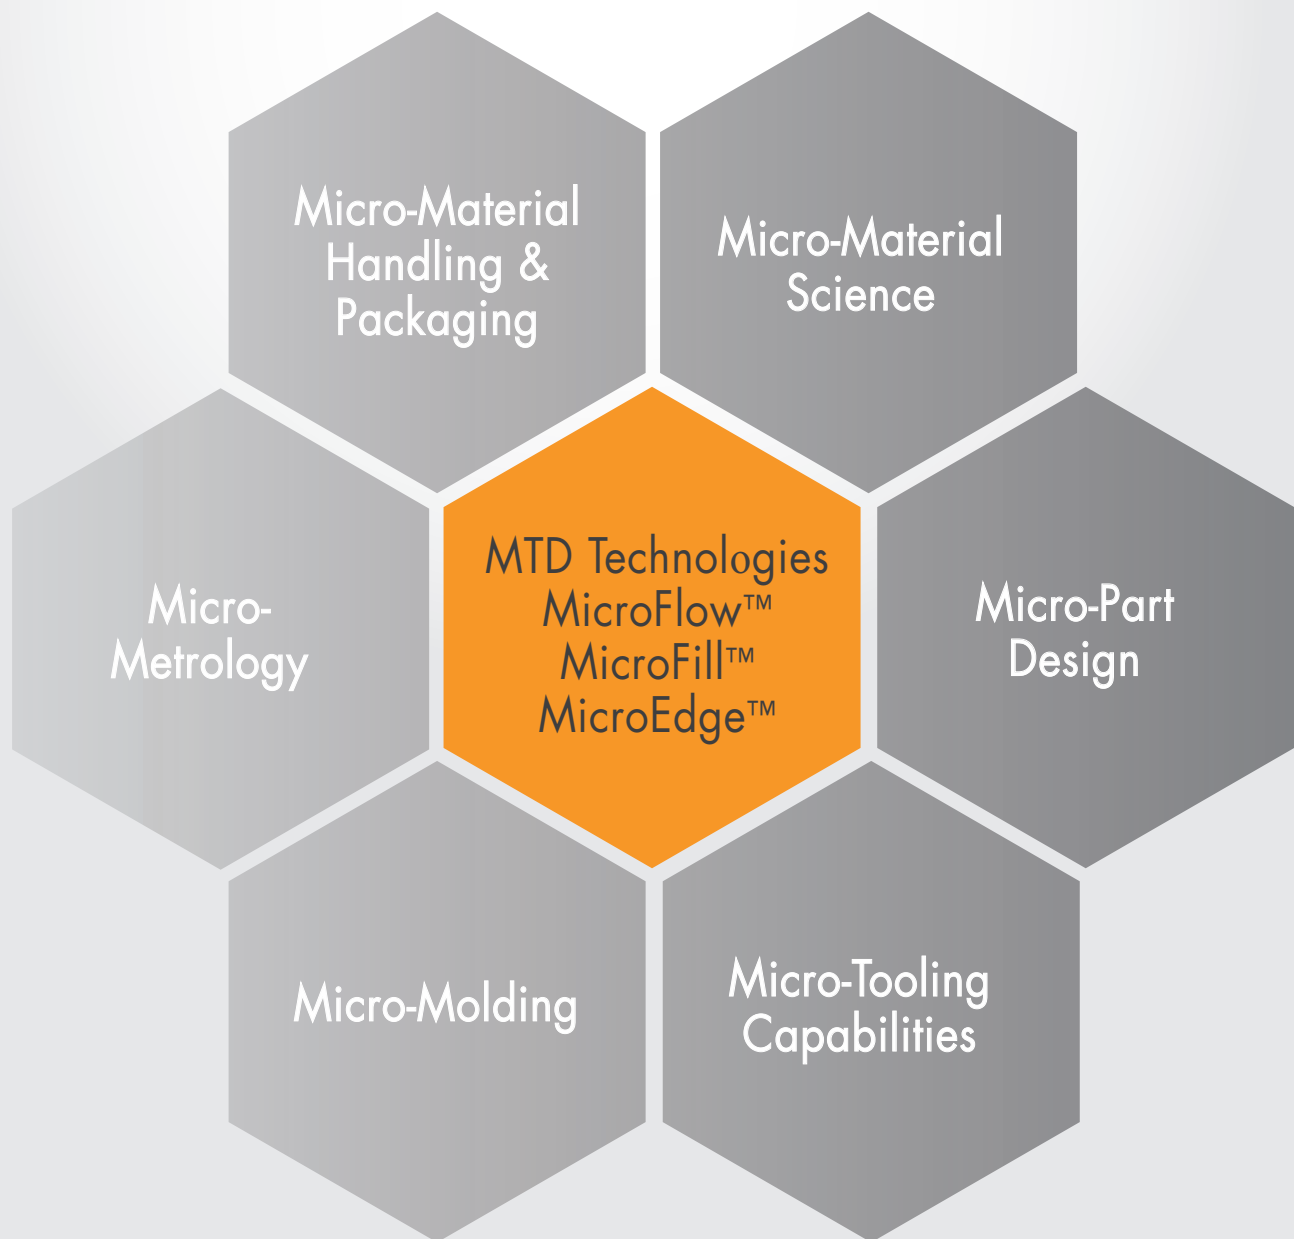 Micro-Material
Handling &
Packaging
Micro-Material
Science
Micro-
Metrology
MTD Technologies
MicroFlow™
MicroFill™
MicroEdge™
Micro-Part
Design
Micro-Molding
Micro-Tooling
Capabilities